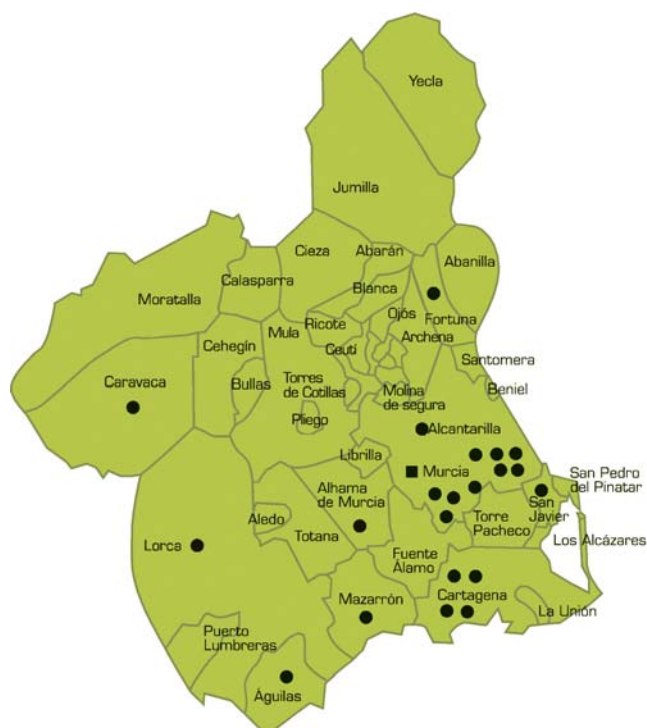 Yecla
Jumilla
Cieza
Abarán
Abanilla
Calasparra
Blanca
Moratalla
Ojós
Fortuna
Mula
Ricote
Cehegín
Archena
Ceutí
Santomera
Caravaca
Bullas
Torres
de Cotillas
Molina
de segura
Beniel
Pliego
Alcantarilla
Librilla
Murcia
San Pedro
del Pinatar
Alhama
de Murcia
San
Javier
Aledo
Torre
Pacheco
Totana
Los Alcázares
Lorca
Fuente
Álamo
Mazarrón
Cartagena
La Unión
Puerto
Lumbreras
Águilas